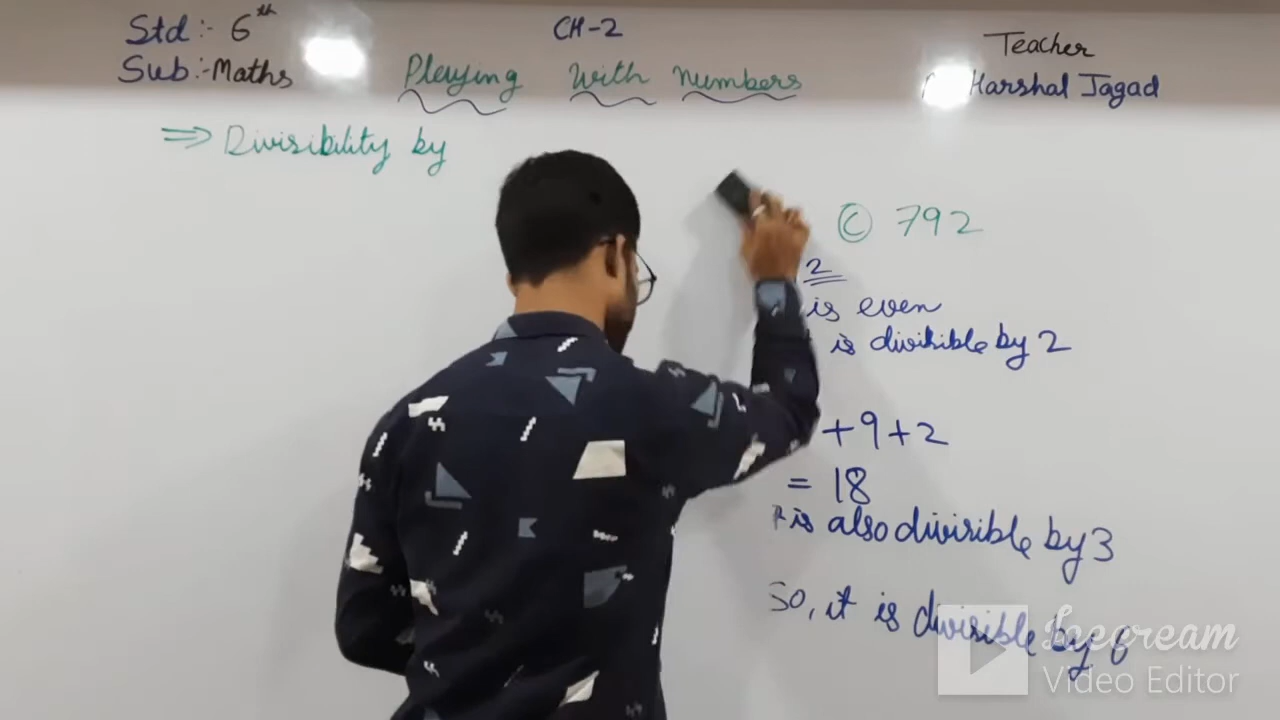 Std:- 6th
CH-2
Teacher
Sub:-Maths
Playing With Numbers
Harshal Jagad
⇒ Divisibility by
Ⓒ 792
2
is even
is divisible by 2
+9+2
= 18
is also divisible by 3
So, it is divisible by 6
Icecream
Video Editor